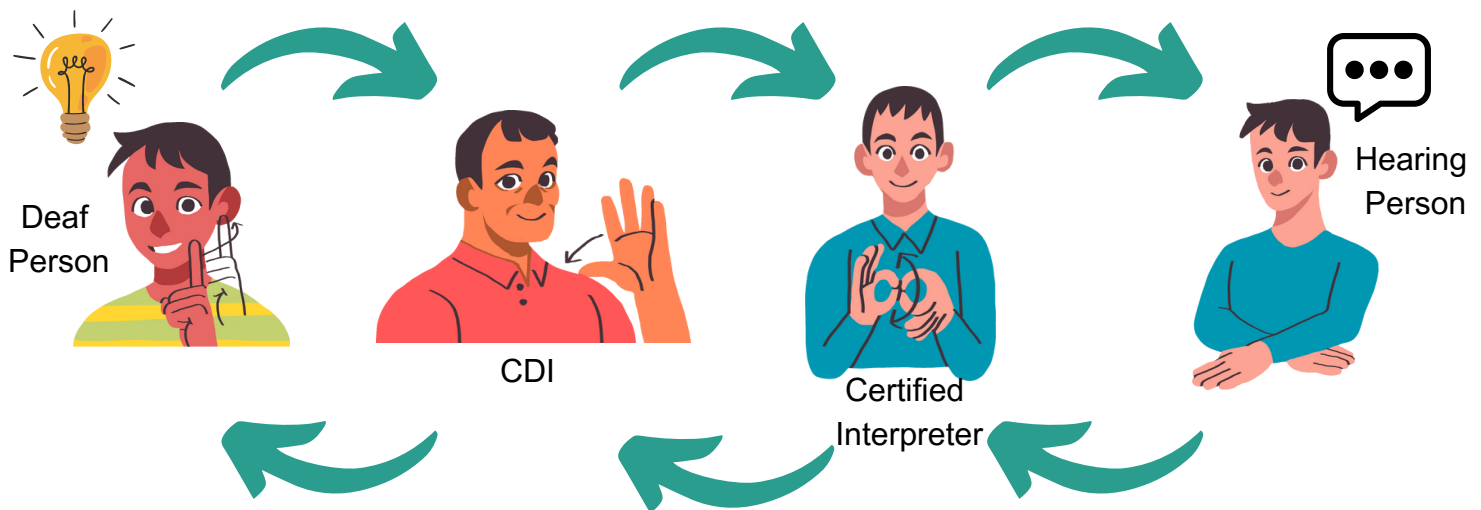 Deaf
Person
CDI
Certified
Interpreter
Hearing
Person